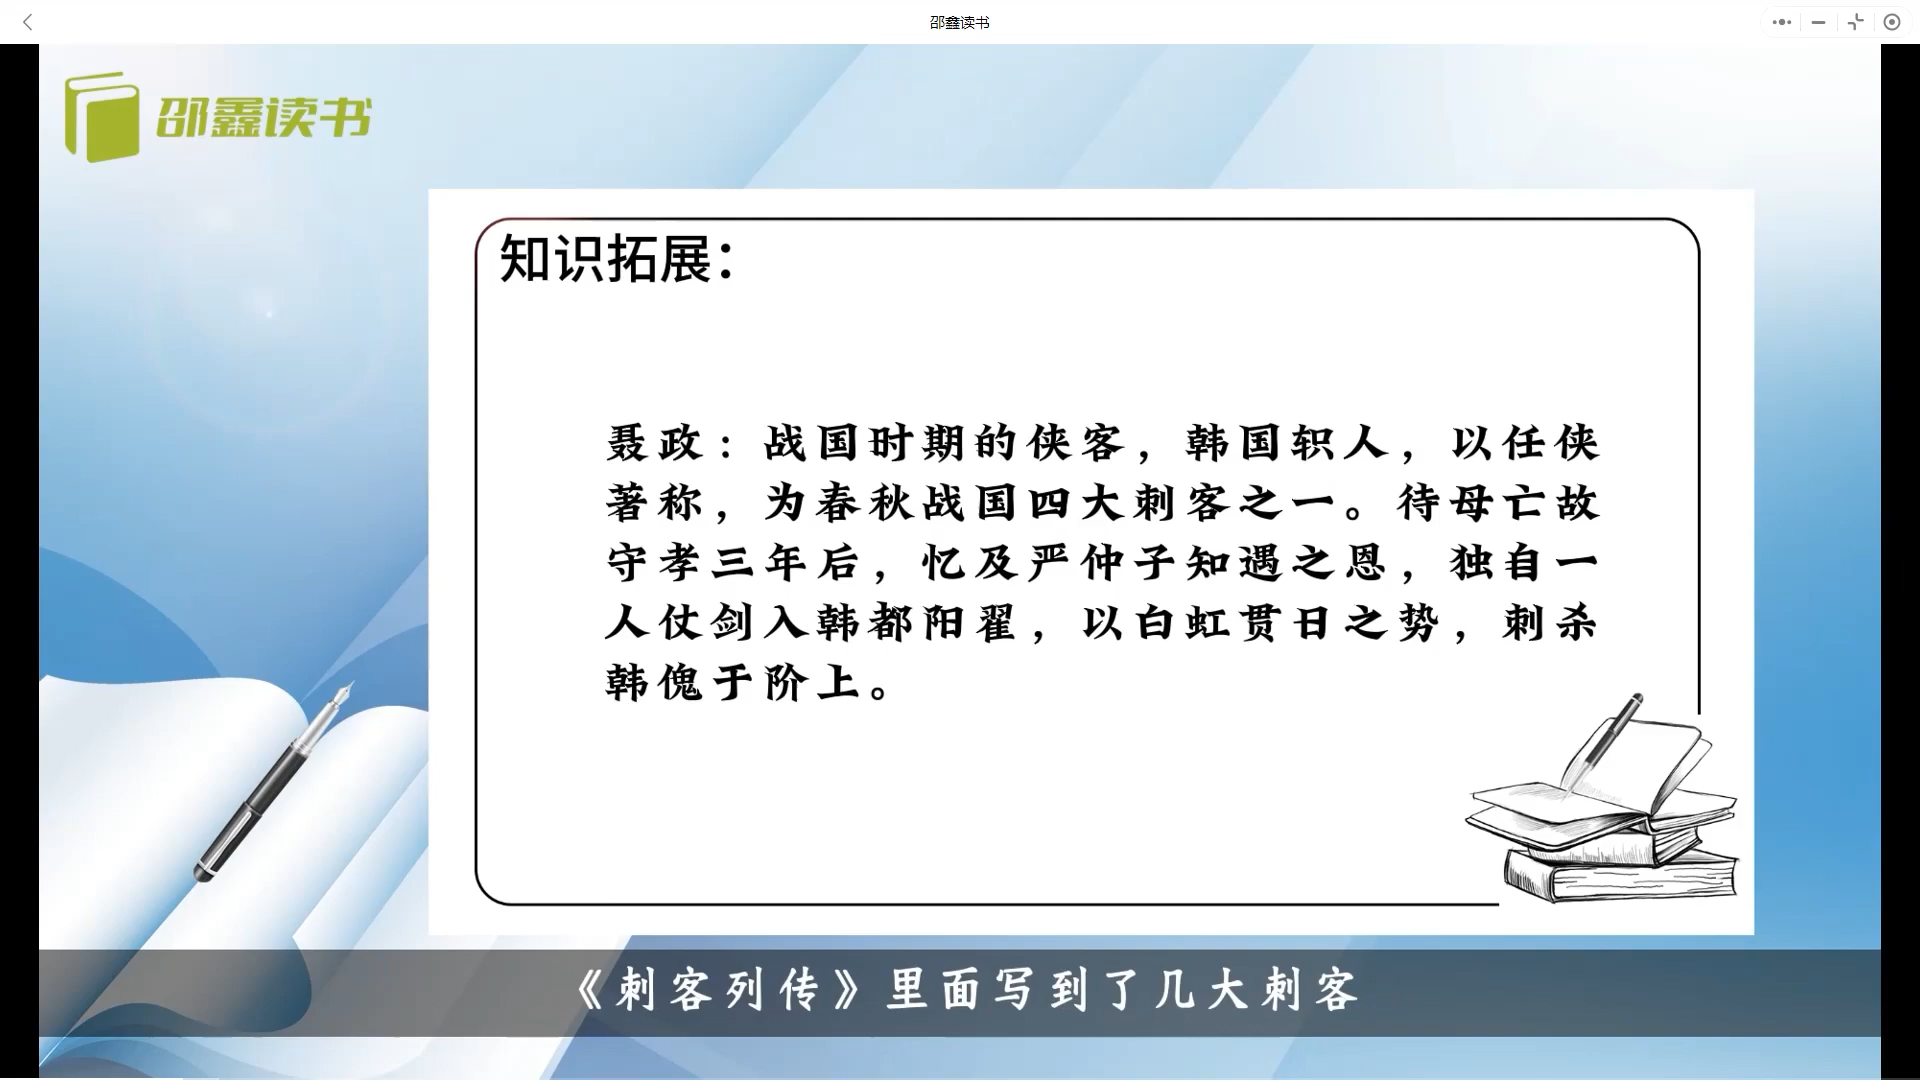 邵鑫读书
邵鑫读书
知识拓展：
聂政：战国时期的侠客，韩国轵人，以任侠
著称，为春秋战国四大刺客之一。待母亡故
守孝三年后，忆及严仲子知遇之恩，独自一
人仗剑入韩都阳翟，以白虹贯日之势，刺杀
韩傀于阶上。
《刺客列传》里面写到了几大刺客